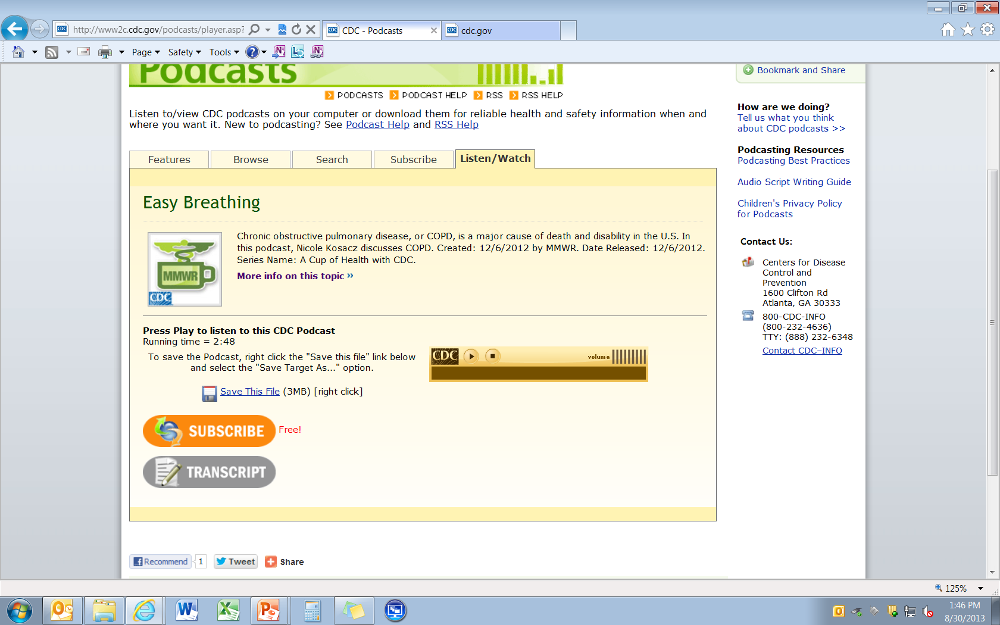 http://www2c.cdc.gov/podcasts/player.asp?
CDC - Podcasts
cdc.gov
Page
Safety
Tools
Podcasts
PODCASTS
PODCAST HELP
RSS
RSS HELP
Listen to/view CDC podcasts on your computer or download them for reliable health and safety information when and
where you want it. New to podcasting? See Podcast Help and RSS Help
Features
Browse
Search
Subscribe
Listen/Watch
Easy Breathing
MMWR
CDC
Chronic obstructive pulmonary disease, or COPD, is a major cause of death and disability in the U.S. In
this podcast, Nicole Kosacz discusses COPD. Created: 12/6/2012 by MMWR. Date Released: 12/6/2012.
Series Name: A Cup of Health with CDC.
More info on this topic »
Press Play to listen to this CDC Podcast
Running time = 2:48
To save the Podcast, right click the "Save this file" link below
and select the "Save Target As..." option.
CDC
volume
Save This File (3MB) [right click]
SUBSCRIBE
Free!
TRANSCRIPT
Recommend
1
Tweet
Share
Bookmark and Share
How are we doing?
Tell us what you think
about CDC podcasts >>
Podcasting Resources
Podcasting Best Practices
Audio Script Writing Guide
Children's Privacy Policy
for Podcasts
Contact Us:
Centers for Disease
Control and
Prevention
1600 Clifton Rd
Atlanta, GA 30333
800-CDC-INFO
(800-232-4636)
TTY: (888) 232-6348
Contact CDC–INFO
125%
1:46 PM
8/30/2013